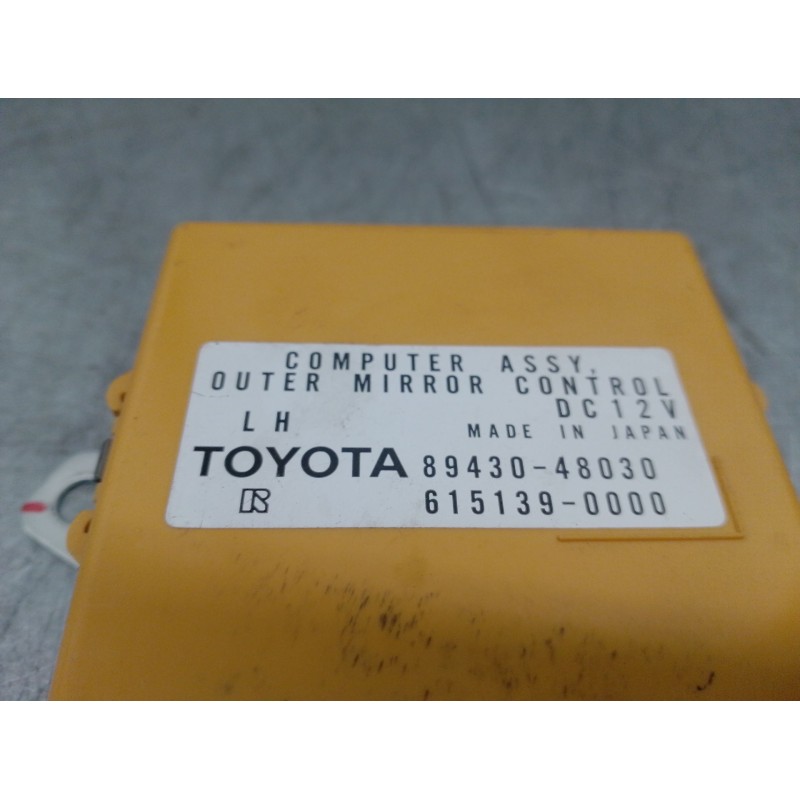 COMPUTER ASSY,
OUTER MIRROR CONTROL
DC12V
LH
MADE IN JAPAN
TOYOTA 89430-48030
R 615139-0000